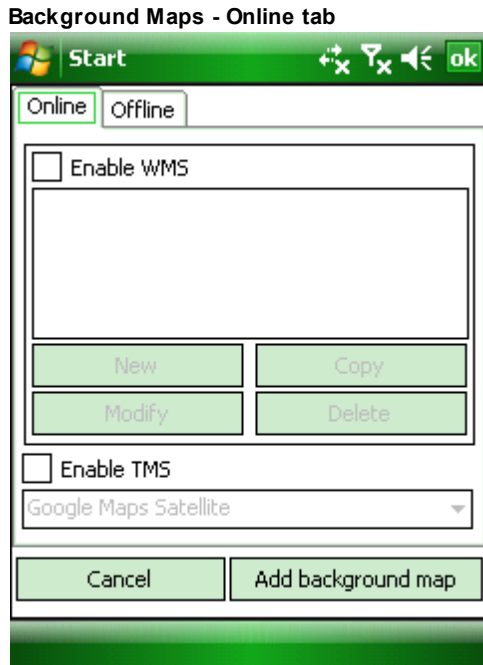 Background Maps - Online tab
Start ok
Online Offline
Enable WMS
New Copy
Modify Delete
Enable TMS
Google Maps Satellite
Cancel Add background map